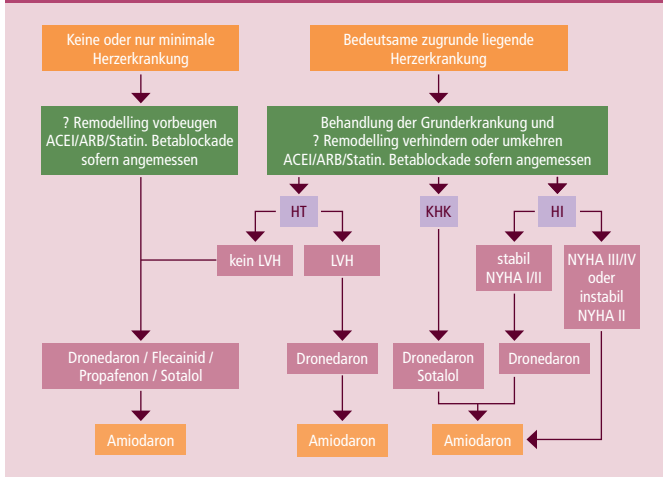 Keine oder nur minimale
Herzerkrankung
Bedeutsame zugrunde liegende
Herzerkrankung
? Remodelling vorbeugen
ACEI/ARB/Statin. Betablockade
sofern angemessen
Behandlung der Grunderkrankung und
? Remodelling verhindern oder umkehren
ACEI/ARB/Statin. Betablockade sofern angemessen
HT
KHK
HI
kein LVH
LVH
stabil
NYHA I/II
NYHA III/IV
oder
instabil
NYHA II
Dronedaron / Flecainid /
Propafenon / Sotalol
Dronedaron
Dronedaron
Sotalol
Dronedaron
Amiodaron
Amiodaron
Amiodaron